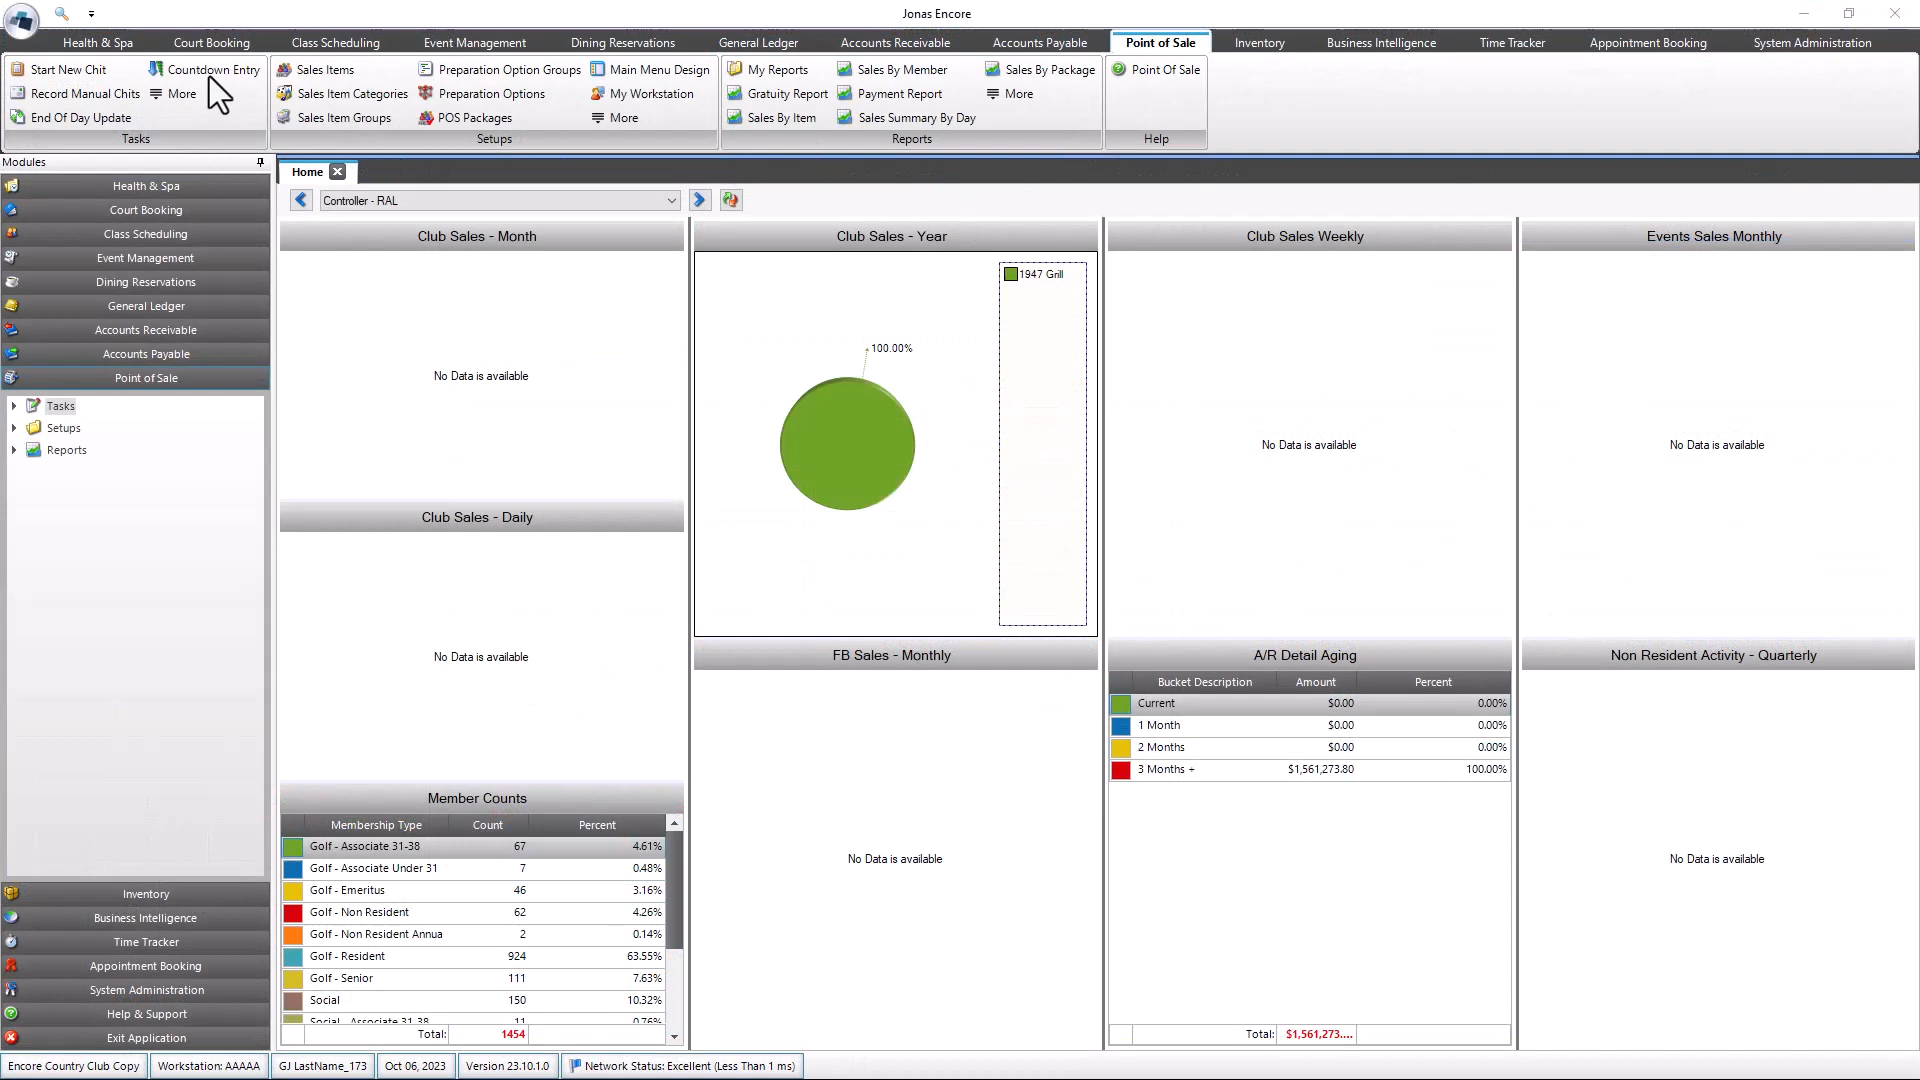 Jonas Encore
Health & Spa Court Booking Class Scheduling Event Management Dining Reservations General Ledger Accounts Receivable Accounts Payable Point of Sale Inventory Business Intelligence Time Tracker Appointment Booking System Administration
Start New Chit Countdown Entry Sales Items Preparation Option Groups Main Menu Design My Reports Sales By Member Sales By Package Point Of Sale
Record Manual Chits More Sales Item Categories Preparation Options My Workstation Gratuity Report Payment Report More
End Of Day Update Sales Item Groups POS Packages More Sales By Item Sales Summary By Day
Tasks Setups Reports Help
Modules
Health & Spa
Court Booking
Class Scheduling
Event Management
Dining Reservations
General Ledger
Accounts Receivable
Accounts Payable
Point of Sale
Tasks
Setups
Reports
Inventory
Business Intelligence
Time Tracker
Appointment Booking
System Administration
Help & Support
Exit Application
Home
Controller - RAL
Club Sales - Month
No Data is available
Club Sales - Daily
No Data is available
Member Counts
Membership Type Count Percent
Golf - Associate 31-38 67 4.61%
Golf - Associate Under 31 7 0.48%
Golf - Emeritus 46 3.16%
Golf - Non Resident 62 4.26%
Golf - Non Resident Annua 2 0.14%
Golf - Resident 924 63.55%
Golf - Senior 111 7.63%
Social 150 10.32%
Social - Associate 31-38 11 0.76%
Total: 1454
Club Sales - Year
1947 Grill
100.00%
FB Sales - Monthly
No Data is available
Club Sales Weekly
No Data is available
A/R Detail Aging
Bucket Description Amount Percent
Current $0.00 0.00%
1 Month $0.00 0.00%
2 Months $0.00 0.00%
3 Months + $1,561,273.80 100.00%
Total: $1,561,273....
Events Sales Monthly
No Data is available
Non Resident Activity - Quarterly
No Data is available
Encore Country Club Copy Workstation: AAAAA GJ LastName_173 Oct 06, 2023 Version 23.10.1.0 Network Status: Excellent (Less Than 1 ms)